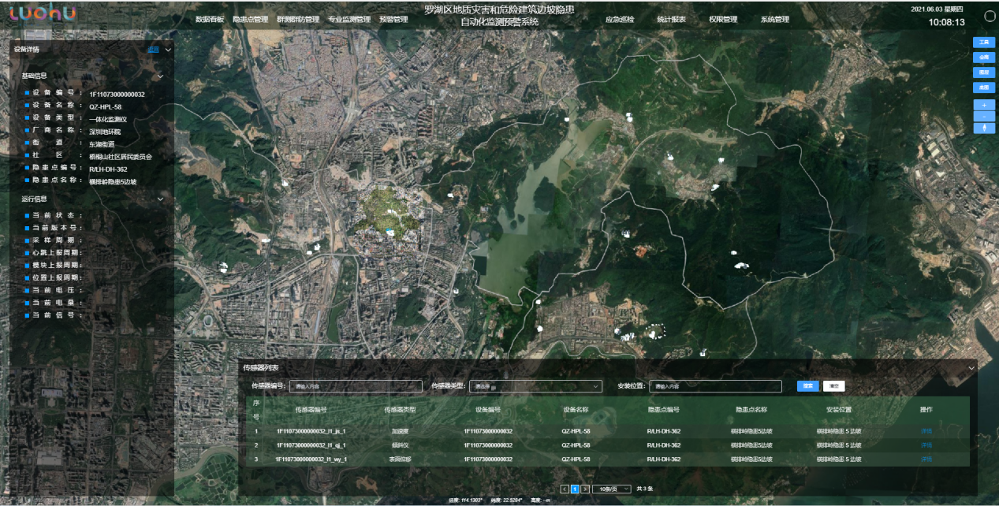 LUOHU
数据看板 隐患点管理 群测群防管理 专业监测管理 预警管理
罗湖区地质灾害和危险建筑边坡隐患
自动化监测预警系统
应急巡检 统计报表 权限管理 系统管理
2021.06.03 星期四
10:08:13
设备详情 返回
基础信息
设备编号: 1F11073000000032
设备名称: QZ-HPL-58
设备类型: 一体化监测仪
厂商名称: 深圳地环院
街道: 东湖街道
社区: 梧桐山社区居民委员会
隐患点编号: R/LH-DH-362
隐患点名称: 横排岭隐患5边坡
运行信息
当前状态:
当前版本号:
采样周期:
心跳上报周期:
模块上报周期:
位置上报周期:
当前电压:
当前电量:
当前信号:
工具
+
-
传感器列表
传感器编号: 请输入内容 传感器类型: 请选择 安装位置: 请输入内容 搜索 清空
序号 传感器编号 传感器类型 设备编号 设备名称 隐患点编号 隐患点名称 安装位置 操作
1 1F11073000000032_l1_js_1 加速度 1F11073000000032 QZ-HPL-58 R/LH-DH-362 横排岭隐患5边坡 横排岭隐患 5 边坡 详情
2 1F11073000000032_l1_qj_1 倾斜仪 1F11073000000032 QZ-HPL-58 R/LH-DH-362 横排岭隐患5边坡 横排岭隐患 5 边坡 详情
3 1F11073000000032_l1_wy_1 表面位移 1F11073000000032 QZ-HPL-58 R/LH-DH-362 横排岭隐患5边坡 横排岭隐患 5 边坡 详情
< 1 > 10条/页 共 3 条
经度: 114.1303° 纬度: 22.5284° 高度: --m